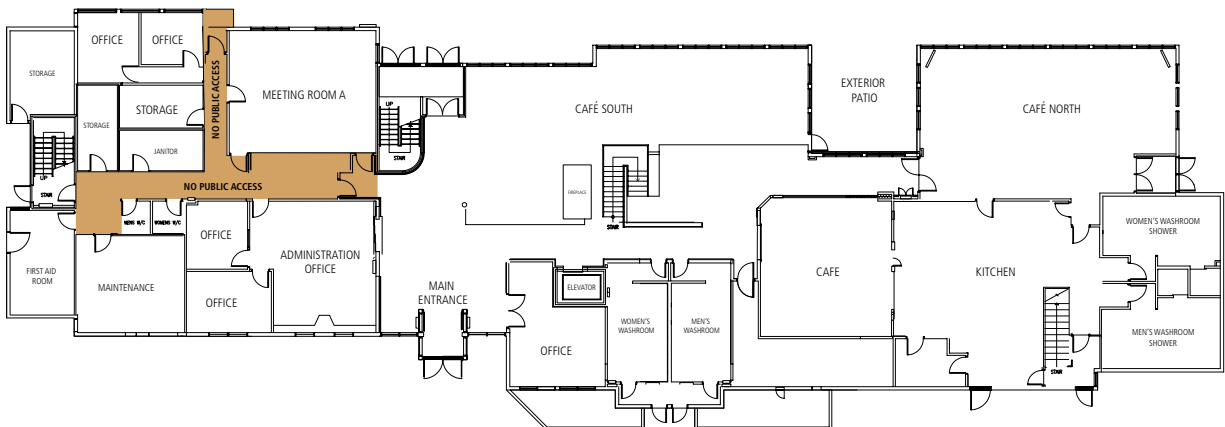 OFFICE
OFFICE
STORAGE
NO PUBLIC ACCESS
MEETING ROOM A
STORAGE
STORAGE
JANITOR
UP
STAIR
UP
STAIR
NO PUBLIC ACCESS
MENS W/C
WOMENS W/C
OFFICE
ADMINISTRATION
OFFICE
FIRST AID
ROOM
MAINTENANCE
OFFICE
MAIN
ENTRANCE
CAFÉ SOUTH
EXTERIOR
PATIO
CAFÉ NORTH
FIREPLACE
STAIR
ELEVATOR
OFFICE
WOMEN'S
WASHROOM
MEN'S
WASHROOM
CAFE
KITCHEN
STAIR
WOMEN'S WASHROOM
SHOWER
MEN'S WASHROOM
SHOWER